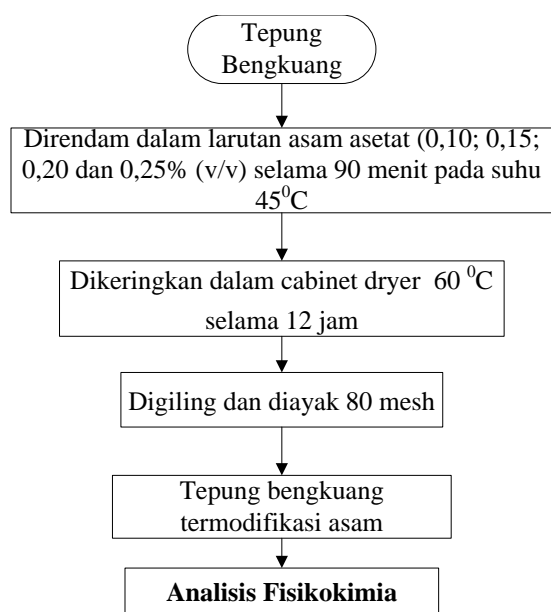 Tepung
Bengkuang
Direndam dalam larutan asam asetat (0,10; 0,15;
0,20 dan 0,25% (v/v) selama 90 menit pada suhu
45⁰C
Dikeringkan dalam cabinet dryer 60 ⁰C
selama 12 jam
Digiling dan diayak 80 mesh
Tepung bengkuang
termodifikasi asam
Analisis Fisikokimia